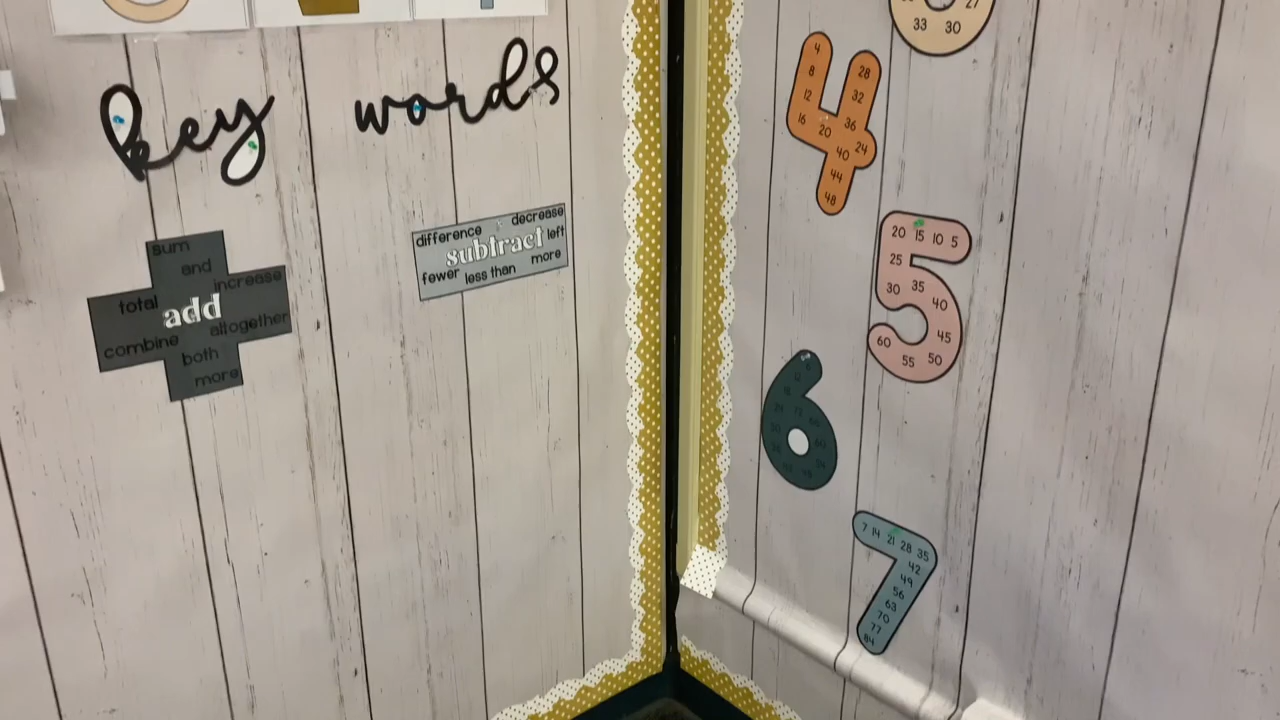 key words
sum
and
increase
total
add
altogether
combine
both
more
difference decrease
subtract left
fewer less than more
27
33 30
4 28
8 32
12
16 20 36
40 24
44
48
20 15 10 5
25
30 35 40
45
60 55 50
7 14 21 28 35
42
49
56
63
70
77
84